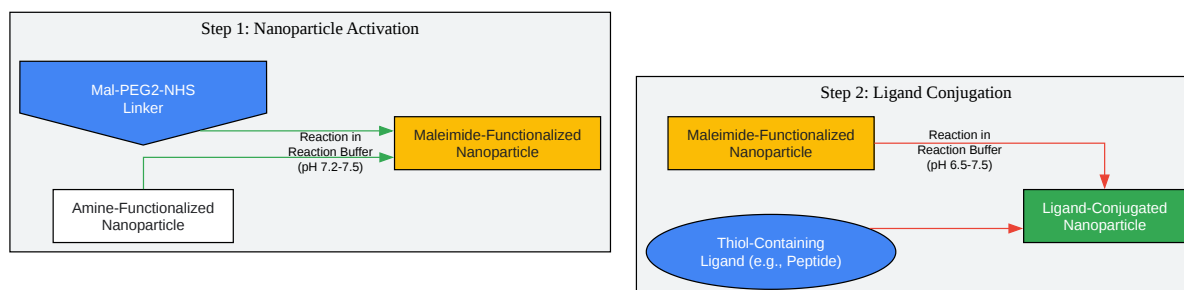 Step 1: Nanoparticle Activation
Mal-PEG2-NHS
Linker
Reaction in
Reaction Buffer
(pH 7.2-7.5)
Maleimide-Functionalized
Nanoparticle
Amine-Functionalized
Nanoparticle
Step 2: Ligand Conjugation
Maleimide-Functionalized
Nanoparticle
Reaction in
Reaction Buffer
(pH 6.5-7.5)
Ligand-Conjugated
Nanoparticle
Thiol-Containing
Ligand (e.g., Peptide)